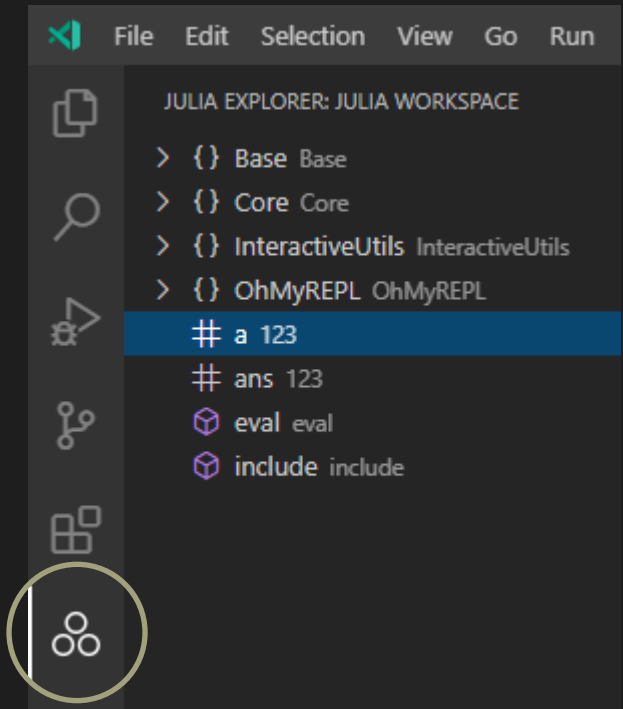 File Edit Selection View Go Run
JULIA EXPLORER: JULIA WORKSPACE
{} Base Base
{} Core Core
{} InteractiveUtils InteractiveUtils
{} OhMyREPL OhMyREPL
a 123
ans 123
eval eval
include include